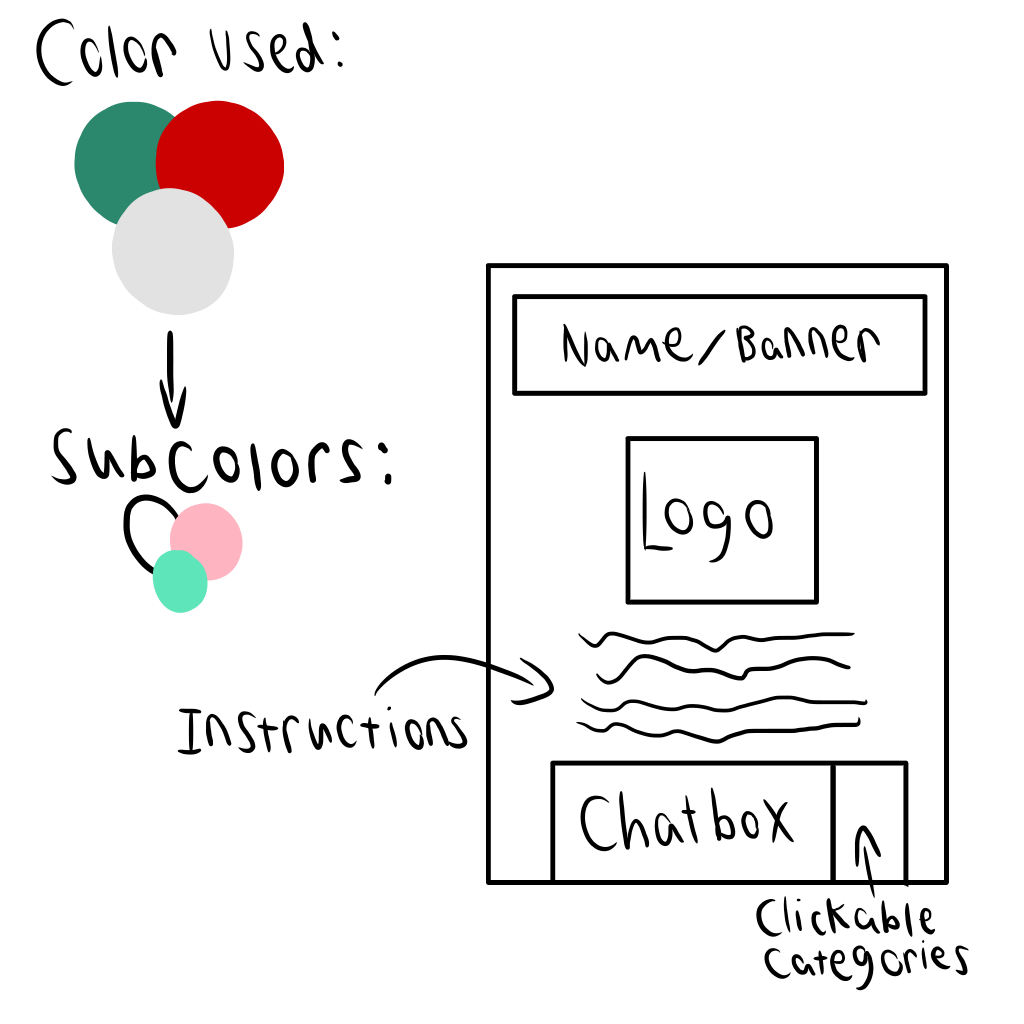 Color used:
Subcolors:
Name/Banner
Logo
Instructions
Chatbox
Clickable
Categories